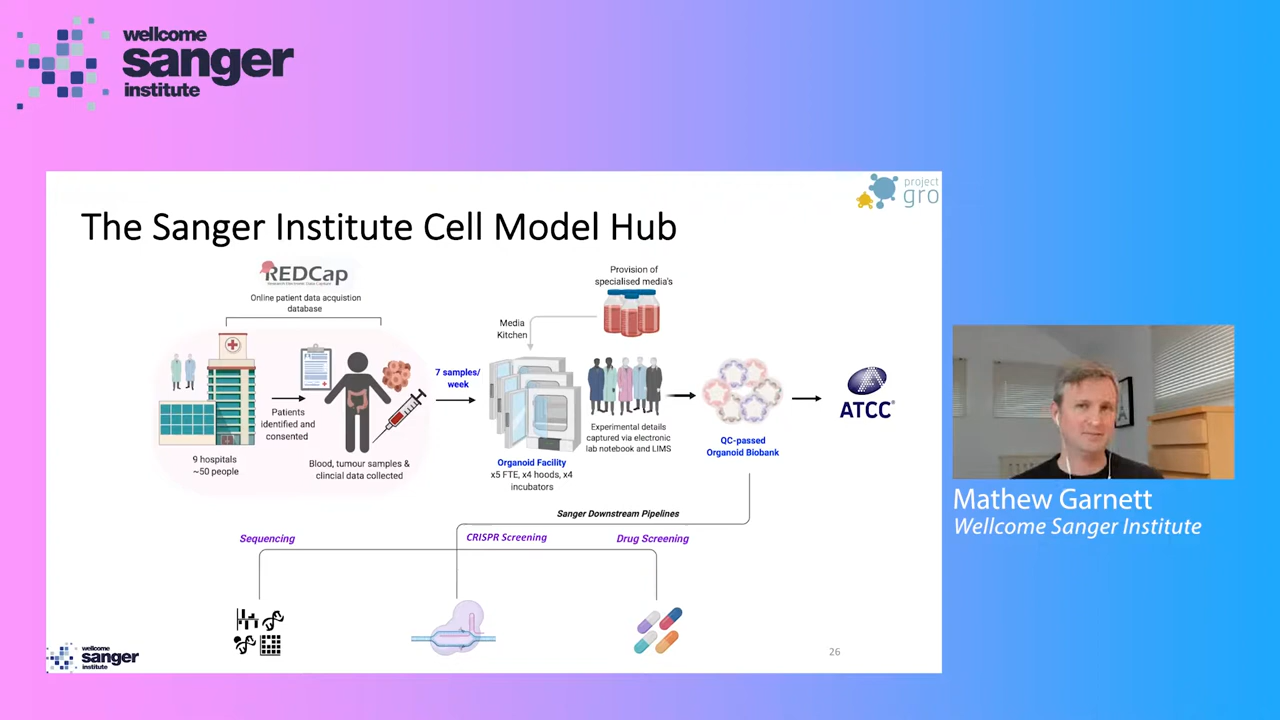 wellcome
sanger
institute
project
gro
The Sanger Institute Cell Model Hub
REDCap
Research Electronic Data Capture
Online patient data acquistion
database
Provision of
specialised media's
Media
Kitchen
7 samples/
week
Patients
identified and
consented
9 hospitals
~50 people
Blood, tumour samples &
clincial data collected
Organoid Facility
x5 FTE, x4 hoods, x4
incubators
Experimental details
captured via electronic
lab notebook and LIMS
QC-passed
Organoid Biobank
ATCC®
Sanger Downstream Pipelines
Sequencing
CRISPR Screening
Drug Screening
wellcome
sanger
institute
26
Mathew Garnett
Wellcome Sanger Institute